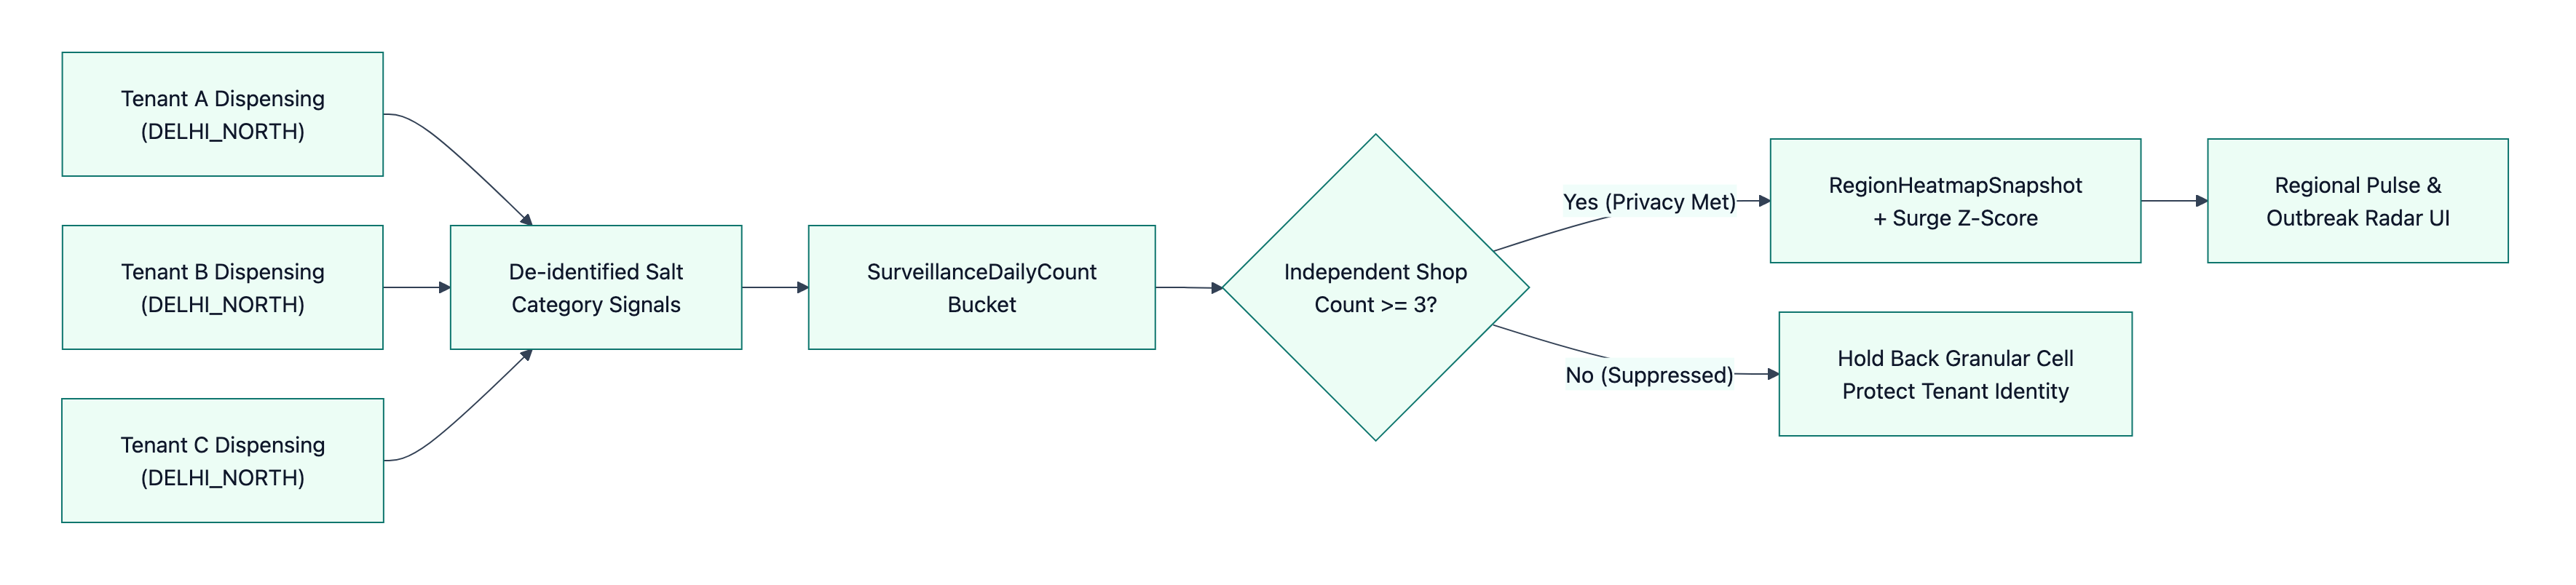 Tenant A Dispensing
(DELHI_NORTH)
Tenant B Dispensing
(DELHI_NORTH)
Tenant C Dispensing
(DELHI_NORTH)
De-identified Salt
Category Signals
SurveillanceDailyCount
Bucket
Independent Shop
Count >= 3?
Yes (Privacy Met)
No (Suppressed)
RegionHeatmapSnapshot
+ Surge Z-Score
Hold Back Granular Cell
Protect Tenant Identity
Regional Pulse &
Outbreak Radar UI